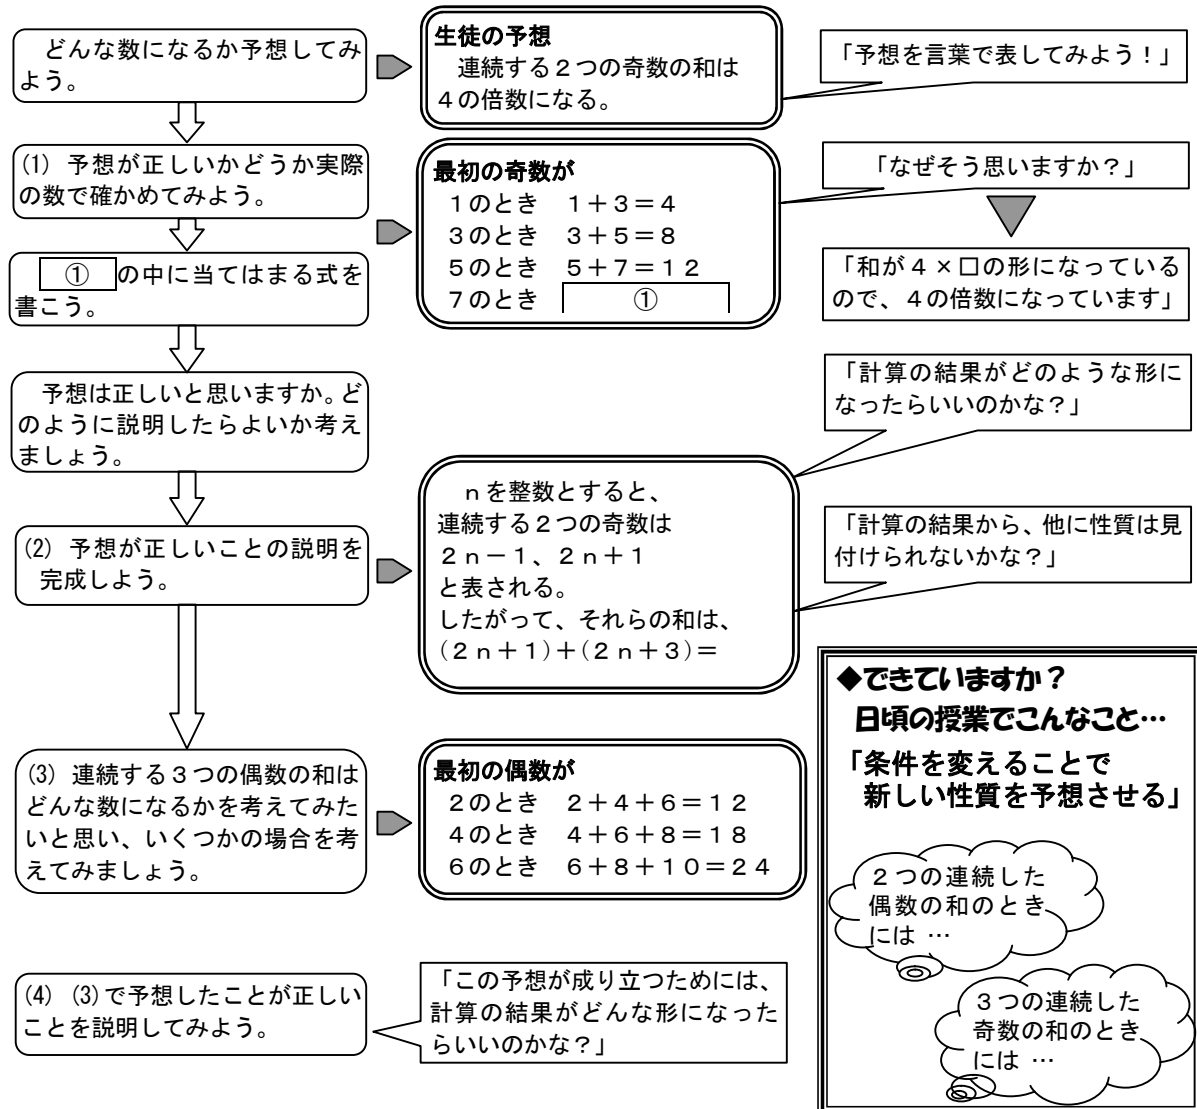 どんな数になるか予想してみ
よう。
生徒の予想
連続する２つの奇数の和は
４の倍数になる。
「予想を言葉で表してみよう！」
(1) 予想が正しいかどうか実際
の数で確かめてみよう。
最初の奇数が
１のとき　１＋３＝４
３のとき　３＋５＝８
５のとき　５＋７＝１２
７のとき　①
「なぜそう思いますか？」
「和が４×□の形になっている
ので、４の倍数になっています」
①の中に当てはまる式を
書こう。
予想は正しいと思いますか。ど
のように説明したらよいか考え
ましょう。
「計算の結果がどのような形に
なったらいいのかな？」
(2) 予想が正しいことの説明を
完成しよう。
ｎを整数とすると、
連続する２つの奇数は
２ｎ－１、２ｎ＋１
と表される。
したがって、それらの和は、
(２ｎ＋１)＋(２ｎ＋３)＝
「計算の結果から、他に性質は見
付けられないかな？」
(3) 連続する３つの偶数の和は
どんな数になるかを考えてみた
いと思い、いくつかの場合を考
えてみましょう。
最初の偶数が
２のとき　２＋４＋６＝１２
４のとき　４＋６＋８＝１８
６のとき　６＋８＋１０＝２４
(4) (3)で予想したことが正しい
ことを説明してみよう。
「この予想が成り立つためには、
計算の結果がどんな形になった
らいいのかな？」
◆できていますか？
日頃の授業でこんなこと…
「条件を変えることで
新しい性質を予想させる」
２つの連続した
偶数の和のとき
には …
３つの連続した
奇数の和のとき
には …